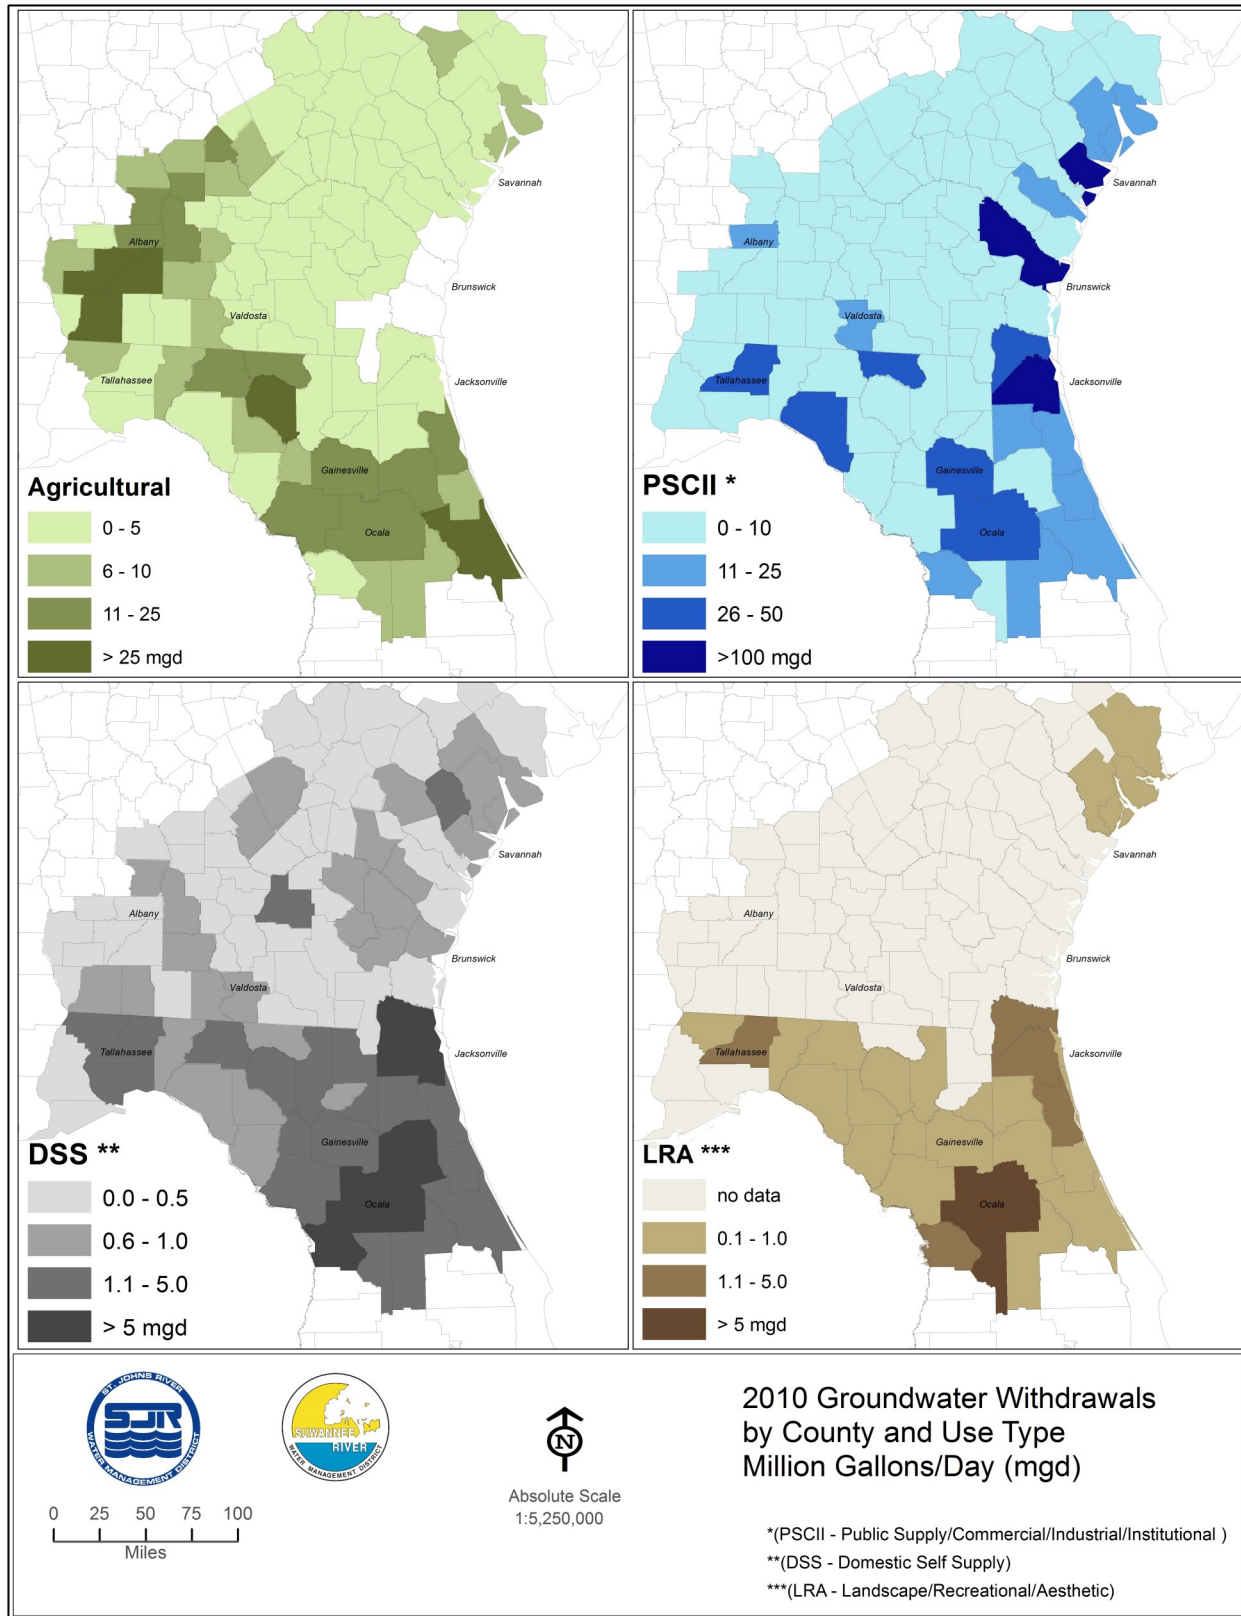 Savannah
Albany
Brunswick
Valdosta
Tallahassee
Jacksonville
Gainesville
Ocala
Agricultural
0 - 5
6 - 10
11 - 25
> 25 mgd
Savannah
Albany
Brunswick
Valdosta
Tallahassee
Jacksonville
Gainesville
Ocala
PSCII *
0 - 10
11 - 25
26 - 50
>100 mgd
Savannah
Albany
Brunswick
Valdosta
Tallahassee
Jacksonville
Gainesville
Ocala
DSS **
0.0 - 0.5
0.6 - 1.0
1.1 - 5.0
> 5 mgd
Savannah
Albany
Brunswick
Valdosta
Tallahassee
Jacksonville
Gainesville
Ocala
LRA ***
no data
0.1 - 1.0
1.1 - 5.0
> 5 mgd
ST. JOHNS RIVER
SJR
WATER MANAGEMENT DISTRICT
SUWANNEE
RIVER
WATER MANAGEMENT DISTRICT
0 25 50 75 100
Miles
N
Absolute Scale
1:5,250,000
2010 Groundwater Withdrawals
by County and Use Type
Million Gallons/Day (mgd)
*(PSCII - Public Supply/Commercial/Industrial/Institutional )
**(DSS - Domestic Self Supply)
***(LRA - Landscape/Recreational/Aesthetic)